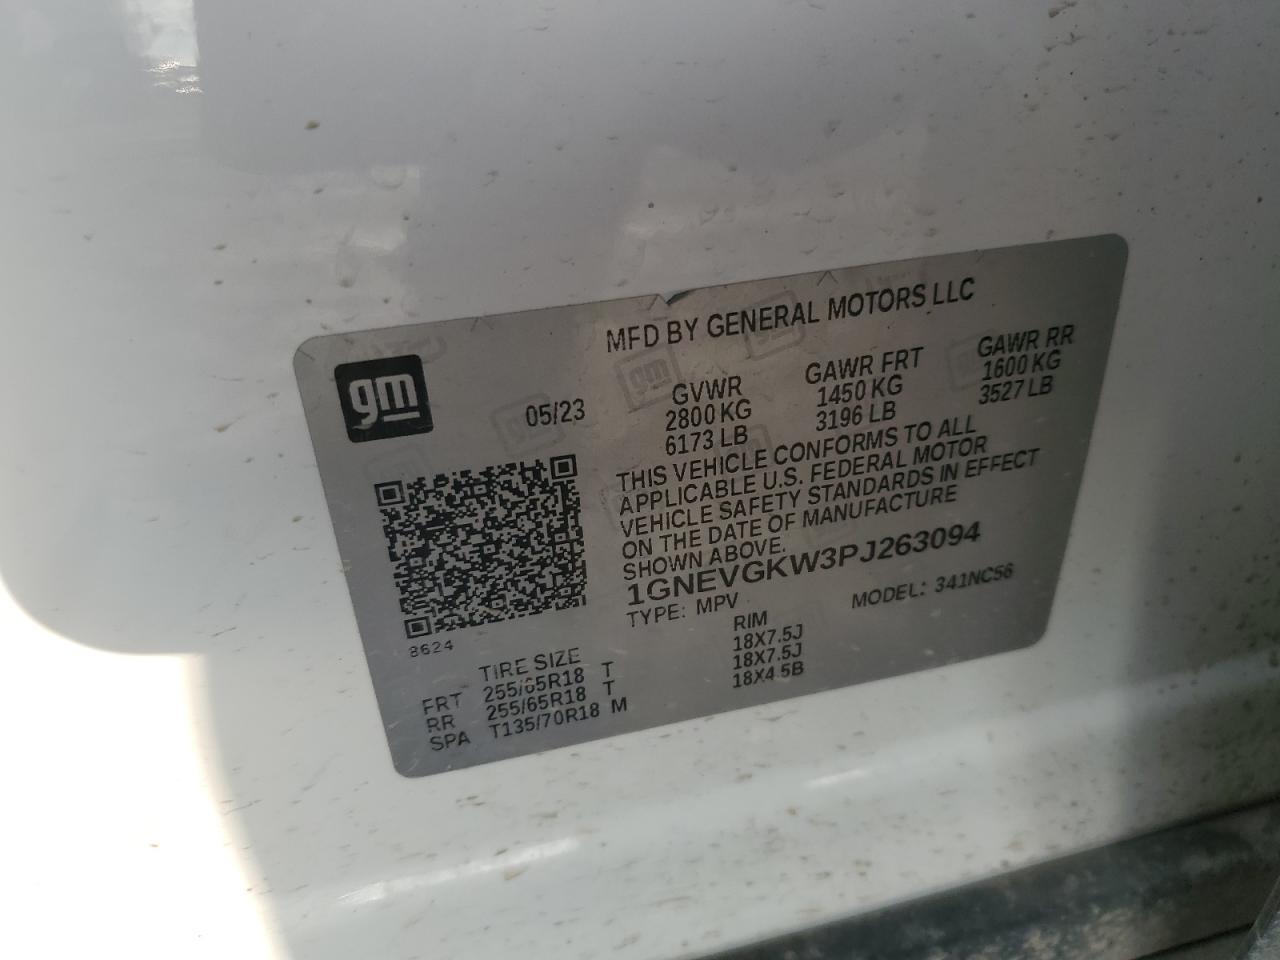 MFD BY GENERAL MOTORS LLC
gm
05/23
GVWR GAWR FRT GAWR RR
2800 KG 1450 KG 1600 KG
6173 LB 3196 LB 3527 LB
THIS VEHICLE CONFORMS TO ALL
APPLICABLE U.S. FEDERAL MOTOR
VEHICLE SAFETY STANDARDS IN EFFECT
ON THE DATE OF MANUFACTURE
SHOWN ABOVE.
1GNEVGKW3PJ263094
TYPE: MPV MODEL: 341NC56
8624
TIRE SIZE RIM
FRT 255/65R18 T 18X7.5J
RR 255/65R18 T 18X7.5J
SPA T135/70R18 M 18X4.5B